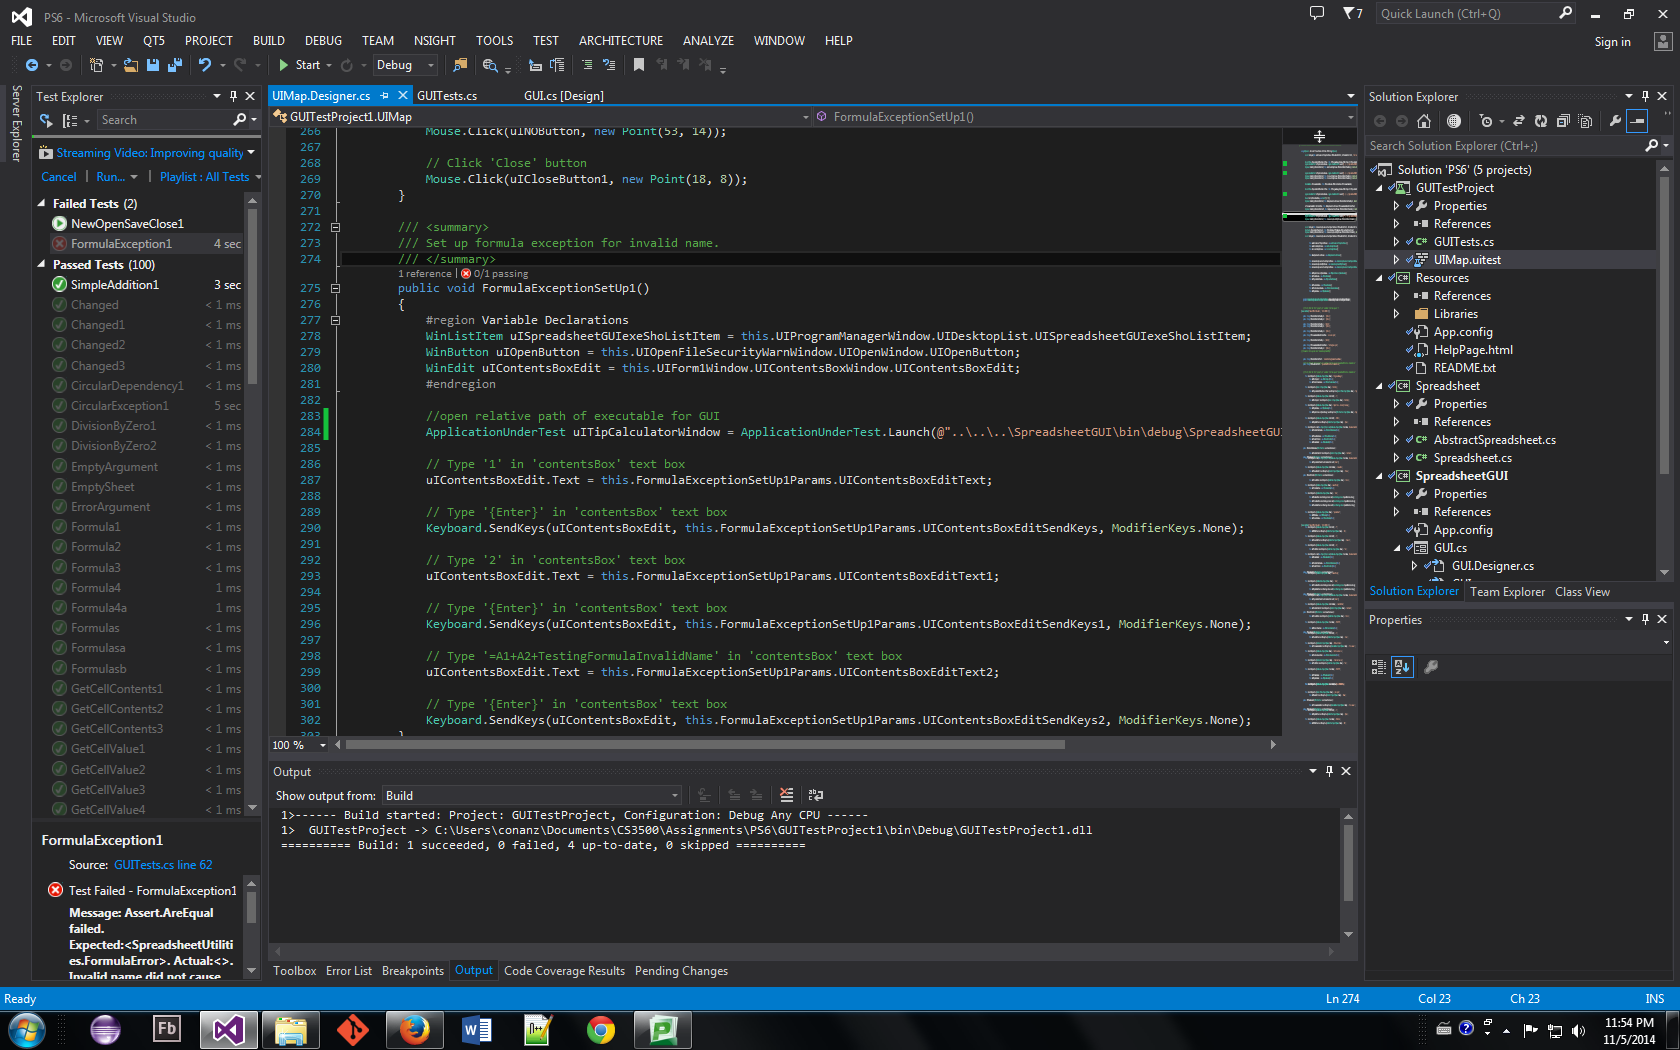 PS6 - Microsoft Visual Studio
7
Quick Launch (Ctrl+Q)
FILE EDIT VIEW QT5 PROJECT BUILD DEBUG TEAM NSIGHT TOOLS TEST ARCHITECTURE ANALYZE WINDOW HELP
Sign in
Start
Debug
Server Explorer
Test Explorer
Search
Streaming Video: Improving quality
Cancel | Run... | Playlist : All Tests
Failed Tests (2)
NewOpenSaveClose1
FormulaException1 4 sec
Passed Tests (100)
SimpleAddition1 3 sec
Changed < 1 ms
Changed1 < 1 ms
Changed2 < 1 ms
Changed3 < 1 ms
CircularDependency1 < 1 ms
CircularException1 5 sec
DivisionByZero1 < 1 ms
DivisionByZero2 < 1 ms
EmptyArgument < 1 ms
EmptySheet < 1 ms
ErrorArgument < 1 ms
Formula1 < 1 ms
Formula2 < 1 ms
Formula3 < 1 ms
Formula4 1 ms
Formula4a < 1 ms
Formulas < 1 ms
Formulasa < 1 ms
Formulasb < 1 ms
GetCellContents1 < 1 ms
GetCellContents2 < 1 ms
GetCellContents3 < 1 ms
GetCellValue1 < 1 ms
GetCellValue2 < 1 ms
GetCellValue3 < 1 ms
GetCellValue4 < 1 ms
FormulaException1
Source: GUITests.cs line 62
Test Failed - FormulaException1
Message: Assert.AreEqual
failed.
Expected:<SpreadsheetUtiliti
es.FormulaError>. Actual:<>.
Invalid name did not cause
UIMap.Designer.cs GUITests.cs GUI.cs [Design]
GUITestProject1.UIMap FormulaExceptionSetUp1()
266 Mouse.Click(uINOButton, new Point(53, 14));
267
268 // Click 'Close' button
269 Mouse.Click(uICloseButton1, new Point(18, 8));
270 }
271
272 /// <summary>
273 /// Set up formula exception for invalid name.
274 /// </summary>
1 reference | 0/1 passing
275 public void FormulaExceptionSetUp1()
276 {
277 #region Variable Declarations
278 WinListItem uISpreadsheetGUIexeShoListItem = this.UIProgramManagerWindow.UIDesktopList.UISpreadsheetGUIexeShoListItem;
279 WinButton uIOpenButton = this.UIOpenFileSecurityWarnWindow.UIOpenWindow.UIOpenButton;
280 WinEdit uIContentsBoxEdit = this.UIForm1Window.UIContentsBoxWindow.UIContentsBoxEdit;
281 #endregion
282
283 //open relative path of executable for GUI
284 ApplicationUnderTest uITipCalculatorWindow = ApplicationUnderTest.Launch(@"..\..\..\SpreadsheetGUI\bin\debug\SpreadsheetGUI
285
286 // Type '1' in 'contentsBox' text box
287 uIContentsBoxEdit.Text = this.FormulaExceptionSetUp1Params.UIContentsBoxEditText;
288
289 // Type '{Enter}' in 'contentsBox' text box
290 Keyboard.SendKeys(uIContentsBoxEdit, this.FormulaExceptionSetUp1Params.UIContentsBoxEditSendKeys, ModifierKeys.None);
291
292 // Type '2' in 'contentsBox' text box
293 uIContentsBoxEdit.Text = this.FormulaExceptionSetUp1Params.UIContentsBoxEditText1;
294
295 // Type '{Enter}' in 'contentsBox' text box
296 Keyboard.SendKeys(uIContentsBoxEdit, this.FormulaExceptionSetUp1Params.UIContentsBoxEditSendKeys1, ModifierKeys.None);
297
298 // Type '=A1+A2+TestingFormulaInvalidName' in 'contentsBox' text box
299 uIContentsBoxEdit.Text = this.FormulaExceptionSetUp1Params.UIContentsBoxEditText2;
300
301 // Type '{Enter}' in 'contentsBox' text box
302 Keyboard.SendKeys(uIContentsBoxEdit, this.FormulaExceptionSetUp1Params.UIContentsBoxEditSendKeys2, ModifierKeys.None);
303 }
100 %
Output
Show output from: Build
1>------ Build started: Project: GUITestProject, Configuration: Debug Any CPU ------
1> GUITestProject -> C:\Users\conanz\Documents\CS3500\Assignments\PS6\GUITestProject1\bin\Debug\GUITestProject1.dll
========== Build: 1 succeeded, 0 failed, 4 up-to-date, 0 skipped ==========
Toolbox Error List Breakpoints Output Code Coverage Results Pending Changes
Solution Explorer
Search Solution Explorer (Ctrl+;)
Solution 'PS6' (5 projects)
GUITestProject
Properties
References
C# GUITests.cs
UIMap.uitest
C# Resources
References
Libraries
App.config
HelpPage.html
README.txt
C# Spreadsheet
Properties
References
C# AbstractSpreadsheet.cs
C# Spreadsheet.cs
C# SpreadsheetGUI
Properties
References
App.config
GUI.cs
GUI.Designer.cs
Solution Explorer Team Explorer Class View
Properties
Ready Ln 274 Col 23 Ch 23 INS
Fb
11:54 PM
11/5/2014